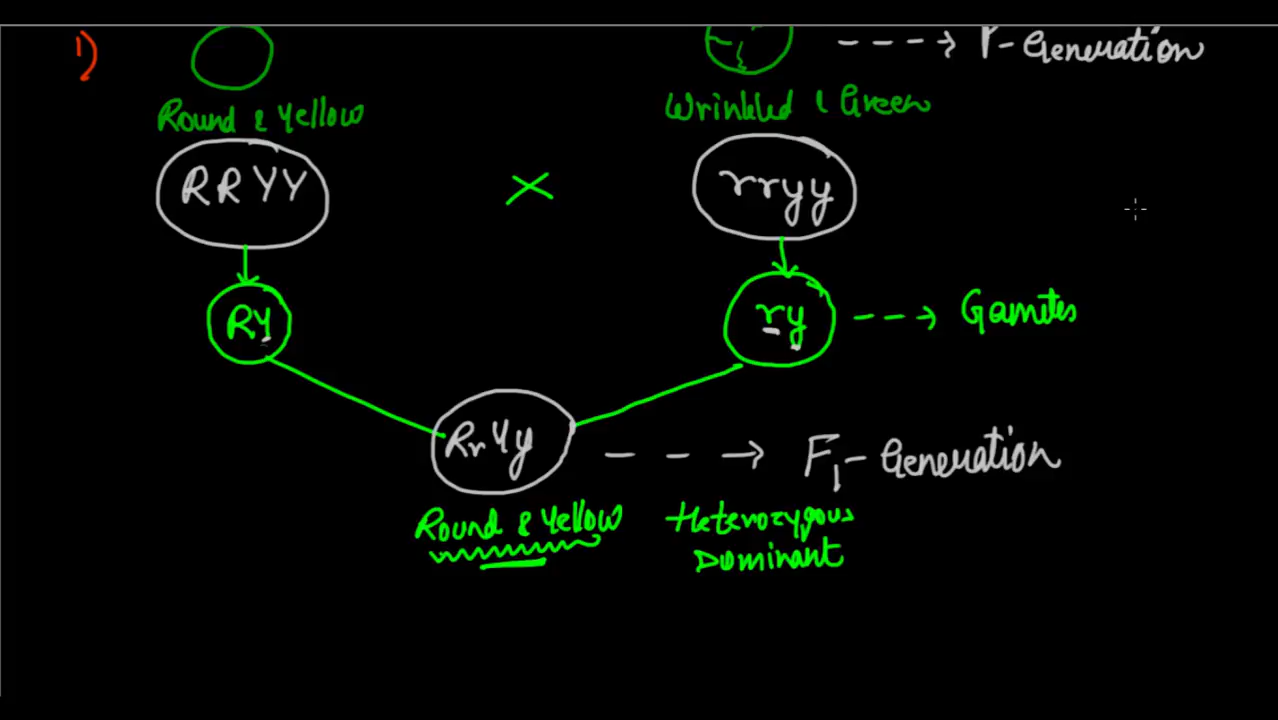 1)
P-Generation
Round & Yellow
Wrinkled & Green
RRYY
×
rryy
RY
ry
---> Gametes
RrYy
---> F1-Generation
Round & Yellow
Heterozygous
Dominant